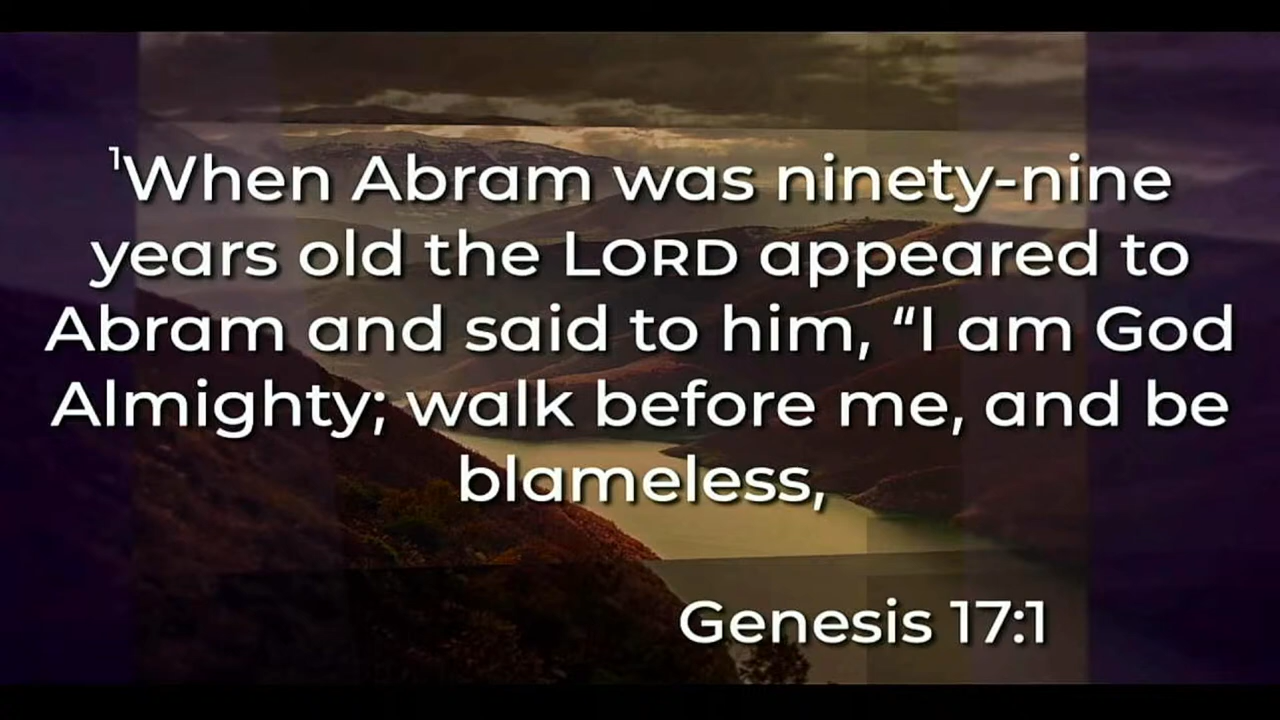 ¹When Abram was ninety-nine
years old the LORD appeared to
Abram and said to him, “I am God
Almighty; walk before me, and be
blameless,
Genesis 17:1